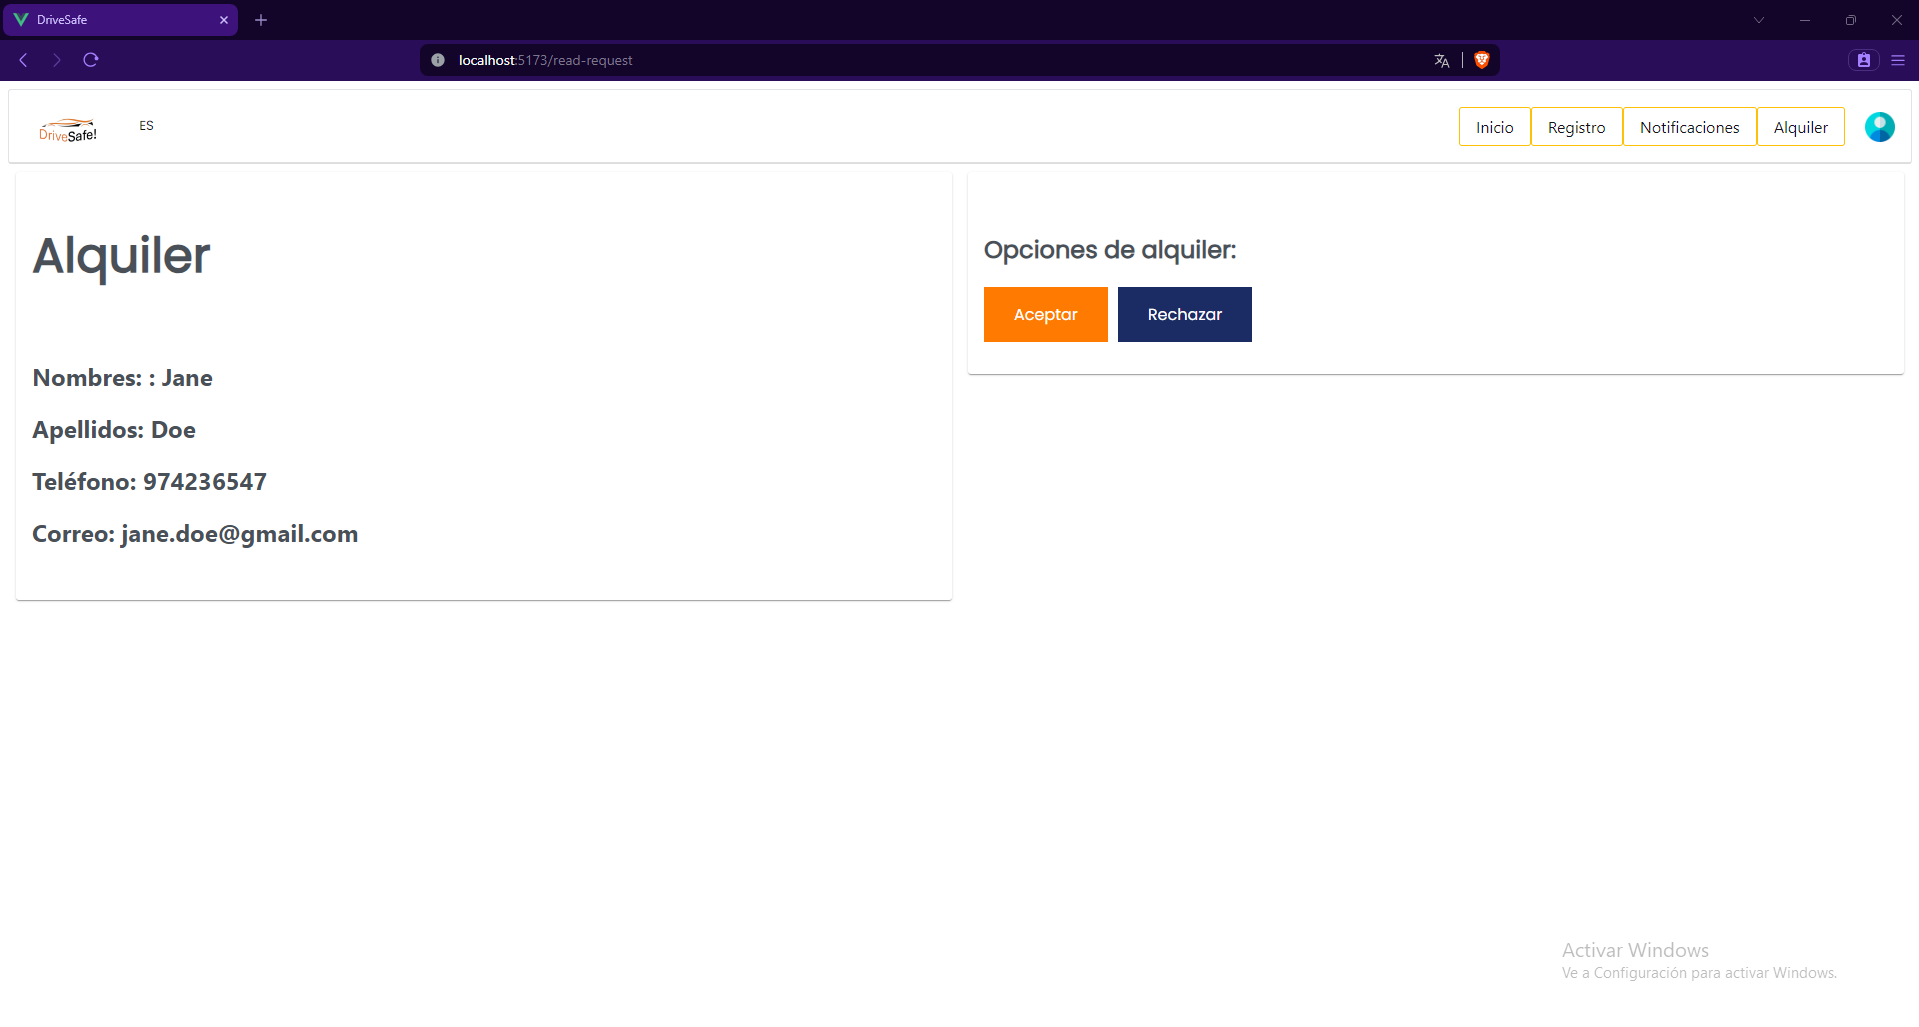 DriveSafe
localhost:5173/read-request
DriveSafe!
ES
Inicio
Registro
Notificaciones
Alquiler
Alquiler
Nombres: : Jane
Apellidos: Doe
Teléfono: 974236547
Correo: jane.doe@gmail.com
Opciones de alquiler:
Aceptar
Rechazar
Activar Windows
Ve a Configuración para activar Windows.